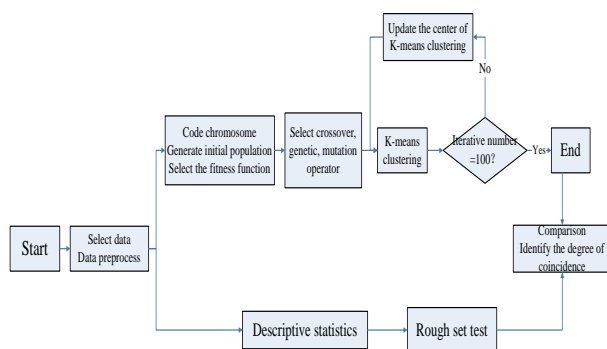 Update the center of
K-means clustering
No
Code chromosome
Generate initial population
Select the fitness function
Select crossover,
genetic, mutation
operator
K-means
clustering
Iterative number
=100?
Yes
End
Start
Select data
Data preprocess
Comparison
Identify the degree of
coincidence
Descriptive statistics
Rough set test